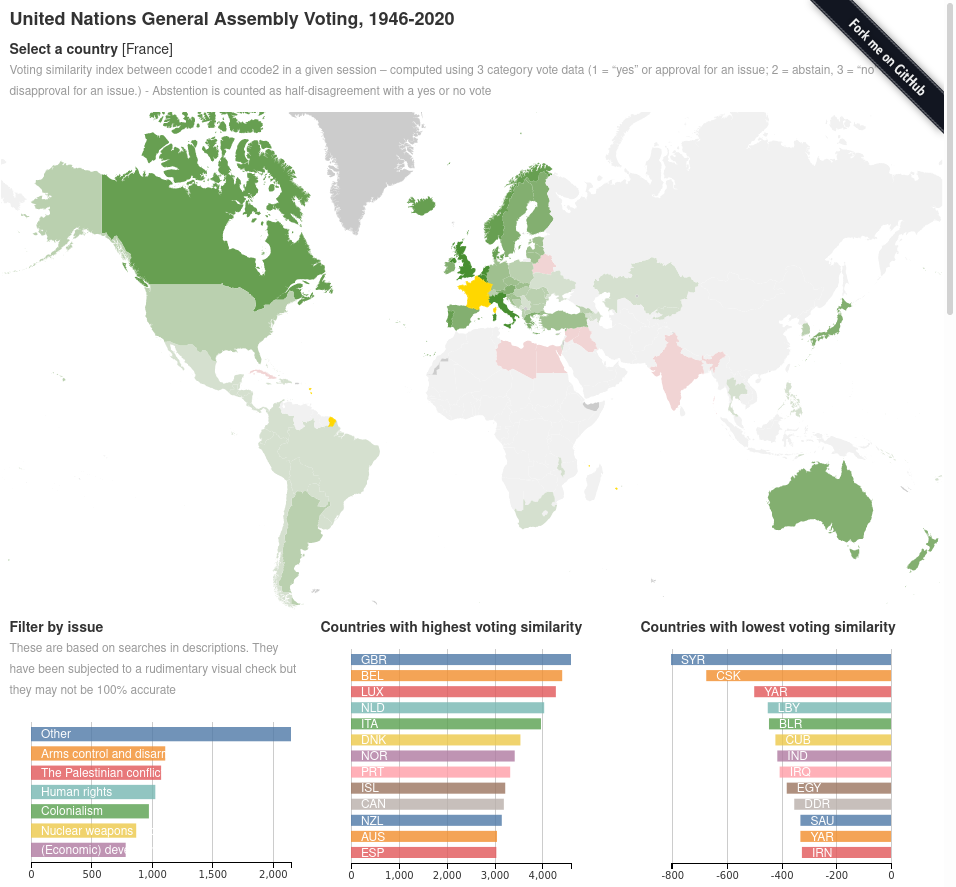 United Nations General Assembly Voting, 1946-2020
Fork me on GitHub
Select a country [France]
Voting similarity index between ccode1 and ccode2 in a given session – computed using 3 category vote data (1 = “yes” or approval for an issue; 2 = abstain, 3 = “no”
disapproval for an issue.) - Abstention is counted as half-disagreement with a yes or no vote
Filter by issue
These are based on searches in descriptions. They
have been subjected to a rudimentary visual check but
they may not be 100% accurate
Other
Arms control and disarr
The Palestinian conflic
Human rights
Colonialism
Nuclear weapons
(Economic) deve
0 500 1,000 1,500 2,000
Countries with highest voting similarity
GBR
BEL
LUX
NLD
ITA
DNK
NOR
PRT
ISL
CAN
NZL
AUS
ESP
0 1,000 2,000 3,000 4,000
Countries with lowest voting similarity
SYR
CSK
YAR
LBY
BLR
CUB
IND
IRQ
EGY
DDR
SAU
YAR
IRN
-800 -600 -400 -200 0